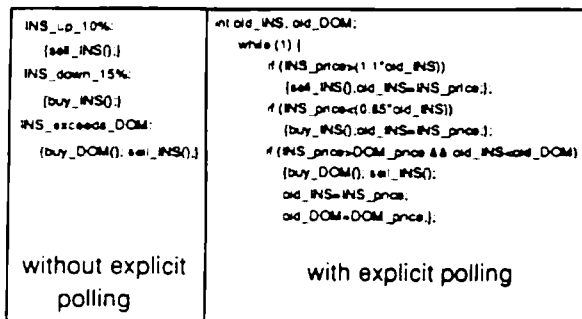 INS_up_10%:
{sell_INS();}
INS_down_15%:
{buy_INS();}
INS_exceeds_DOM:
{buy_DOM(); sell_INS();}
without explicit
polling
int old_INS, old_DOM;
while (1) {
if (INS_price>(1.1*old_INS))
{sell_INS();old_INS=INS_price;};
if (INS_price<(0.85*old_INS))
{buy_INS();old_INS=INS_price;};
if (INS_price>DOM_price && old_INS<old_DOM)
{buy_DOM(); sell_INS();
old_INS=INS_price;
old_DOM=DOM_price;};
with explicit polling